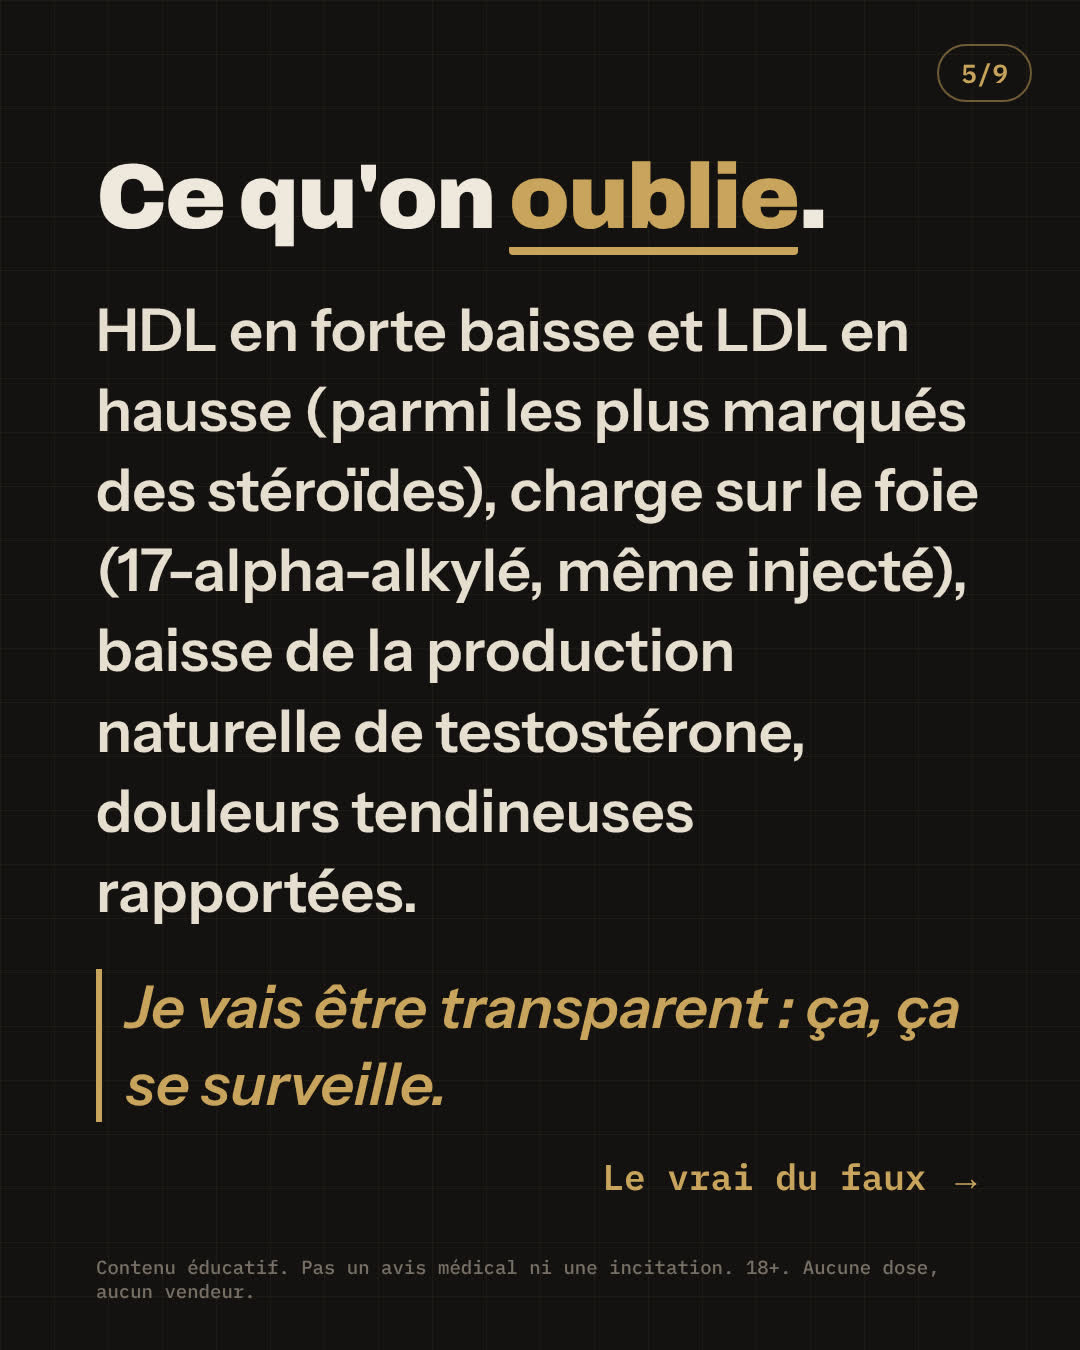 5/9
Ce qu'on oublie.
HDL en forte baisse et LDL en
hausse (parmi les plus marqués
des stéroïdes), charge sur le foie
(17-alpha-alkylé, même injecté),
baisse de la production
naturelle de testostérone,
douleurs tendineuses
rapportées.
Je vais être transparent : ça, ça
se surveille.
Le vrai du faux →
Contenu éducatif. Pas un avis médical ni une incitation. 18+. Aucune dose,
aucun vendeur.